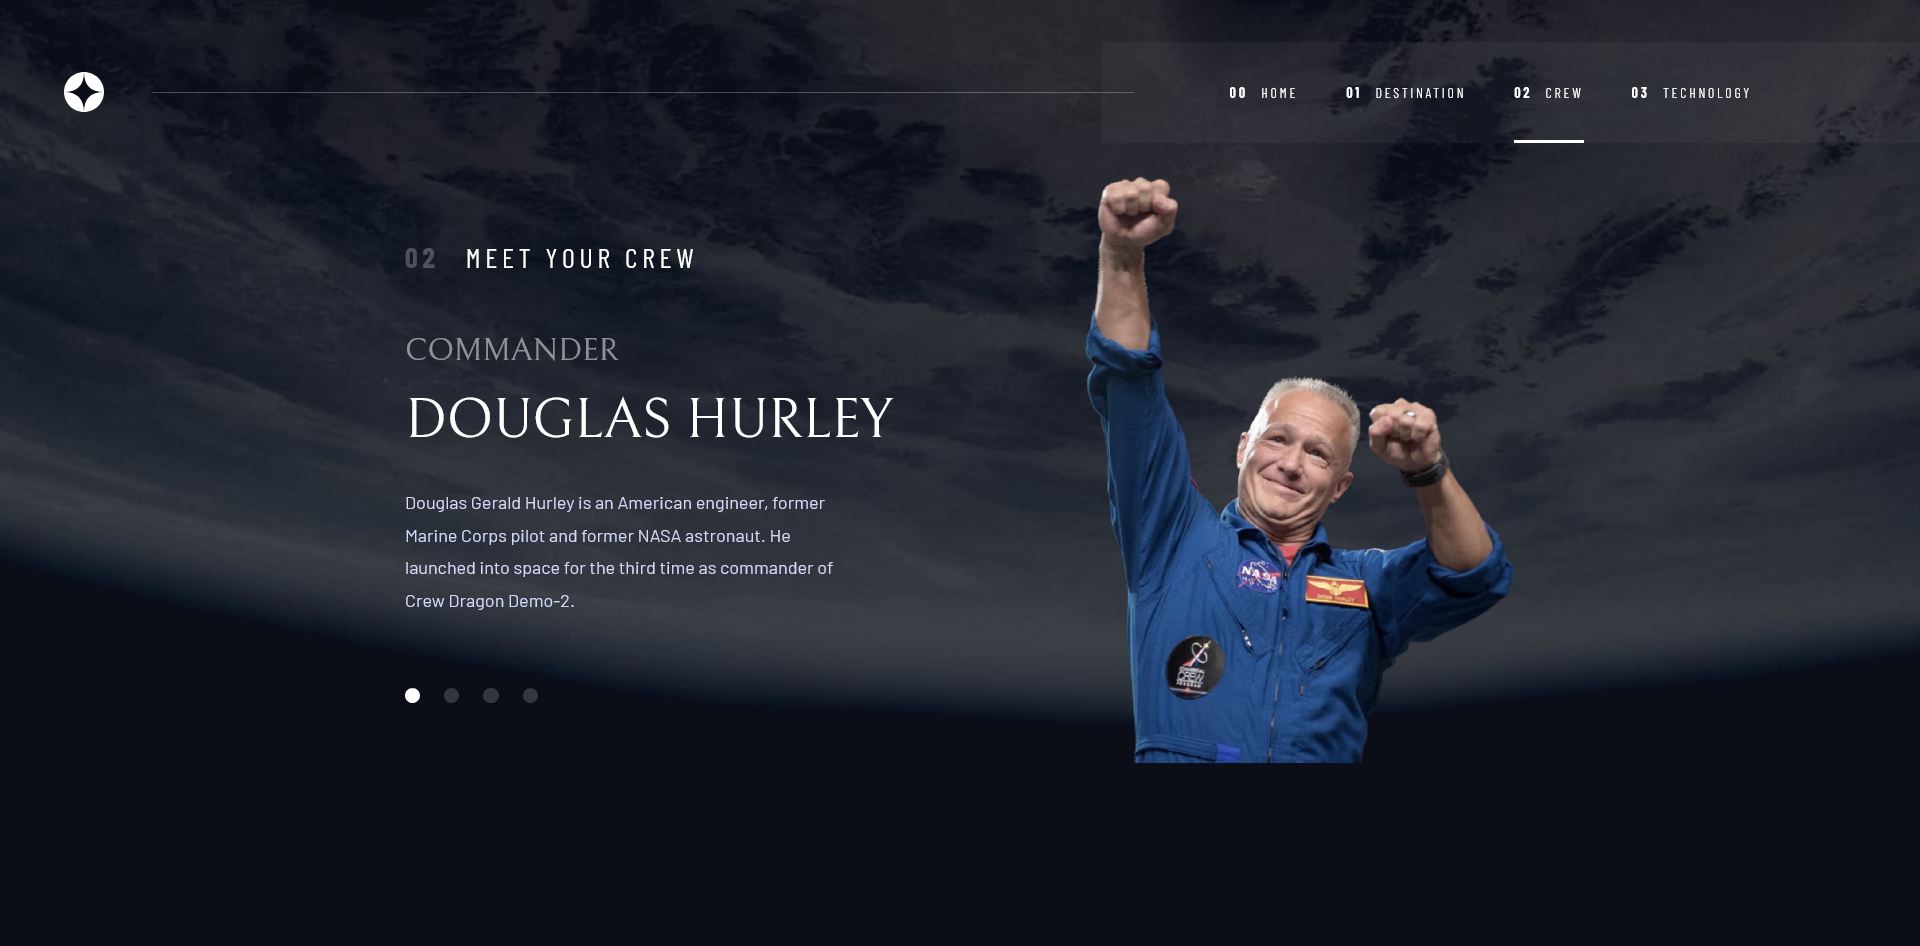 00 HOME 01 DESTINATION 02 CREW 03 TECHNOLOGY
02 MEET YOUR CREW
COMMANDER
DOUGLAS HURLEY
Douglas Gerald Hurley is an American engineer, former
Marine Corps pilot and former NASA astronaut. He
launched into space for the third time as commander of
Crew Dragon Demo-2.
NASA
CREW